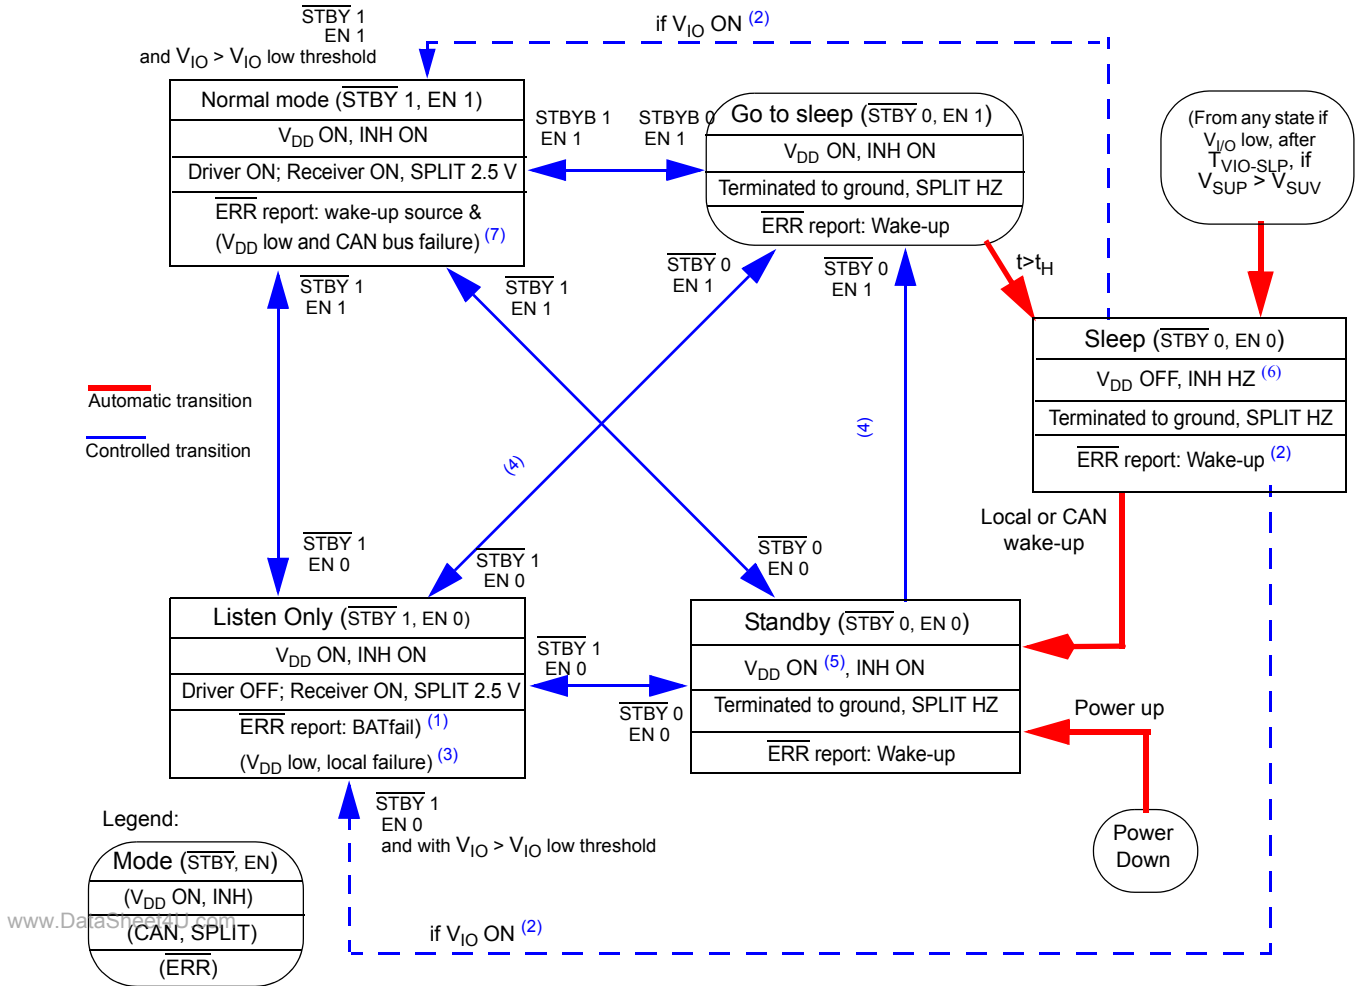 STBY 1
EN 1
and VIO > VIO low threshold
if VIO ON (2)
Normal mode (STBY 1, EN 1)
VDD ON, INH ON
Driver ON; Receiver ON, SPLIT 2.5 V
ERR report: wake-up source &
(VDD low and CAN bus failure) (7)
STBYB 1
EN 1
STBYB 0
EN 1
Go to sleep (STBY 0, EN 1)
VDD ON, INH ON
Terminated to ground, SPLIT HZ
ERR report: Wake-up
(From any state if
VI/O low, after
TVIO-SLP, if
VSUP > VSUV
STBY 1
EN 1
STBY 1
EN 1
STBY 0
EN 1
STBY 0
EN 1
t>tH
Sleep (STBY 0, EN 0)
VDD OFF, INH HZ (6)
Terminated to ground, SPLIT HZ
ERR report: Wake-up (2)
Automatic transition
Controlled transition
(4)
(4)
Local or CAN
wake-up
STBY 1
EN 0
STBY 1
EN 0
STBY 0
EN 0
Listen Only (STBY 1, EN 0)
VDD ON, INH ON
Driver OFF; Receiver ON, SPLIT 2.5 V
ERR report: BATfail) (1)
(VDD low, local failure) (3)
STBY 1
EN 0
STBY 0
EN 0
Standby (STBY 0, EN 0)
VDD ON (5), INH ON
Terminated to ground, SPLIT HZ
ERR report: Wake-up
Power up
Power
Down
STBY 1
EN 0
and with VIO > VIO low threshold
if VIO ON (2)
Legend:
Mode (STBY, EN)
(VDD ON, INH)
(CAN, SPLIT)
(ERR)
www.DataSheet4U.com